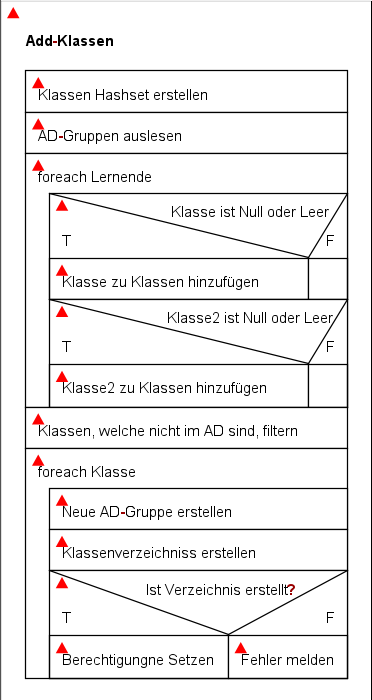 Add-Klassen
Klassen Hashset erstellen
AD-Gruppen auslesen
foreach Lernende
Klasse ist Null oder Leer
T F
Klasse zu Klassen hinzufügen
Klasse2 ist Null oder Leer
T F
Klasse2 zu Klassen hinzufügen
Klassen, welche nicht im AD sind, filtern
foreach Klasse
Neue AD-Gruppe erstellen
Klassenverzeichniss erstellen
Ist Verzeichnis erstellt?
T F
Berechtigungne Setzen Fehler melden